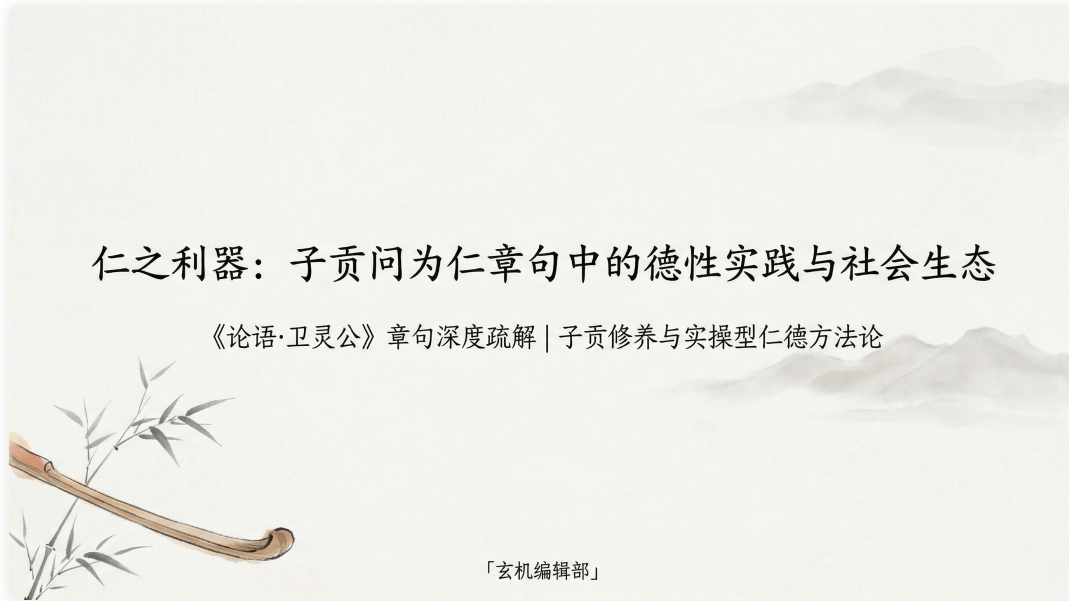 仁之利器：子贡问为仁章句中的德性实践与社会生态
《论语·卫灵公》章句深度疏解 | 子贡修养与实操型仁德方法论
「玄机编辑部」